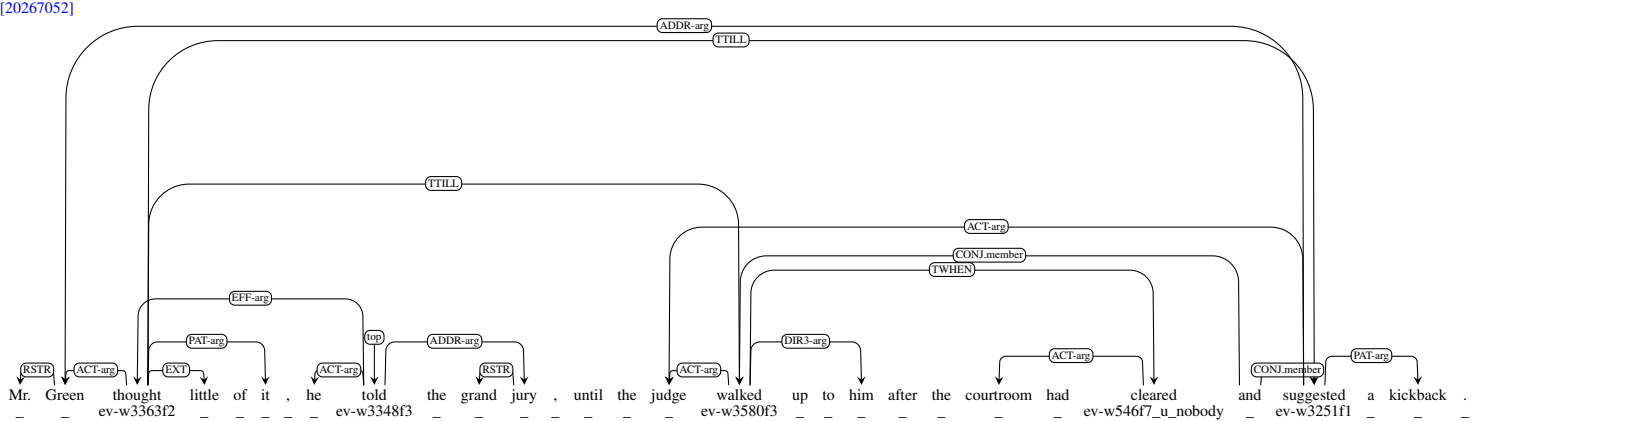 [20267052]
ADDR-arg
TTILL
TTILL
ACT-arg
CONJ.member
TWHEN
EFF-arg
top
PAT-arg ADDR-arg DIR3-arg
ACT-arg PAT-arg
RSTR ACT-arg EXT ACT-arg RSTR ACT-arg CONJ.member
Mr. Green thought little of it , he told the grand jury , until the judge walked up to him after the courtroom had cleared and suggested a kickback .
_ _ ev-w3363f2 _ _ _ _ _ ev-w3348f3 _ _ _ _ _ _ _ ev-w3580f3 _ _ _ _ _ _ _ ev-w546f7_u_nobody _ ev-w3251f1 _ _ _